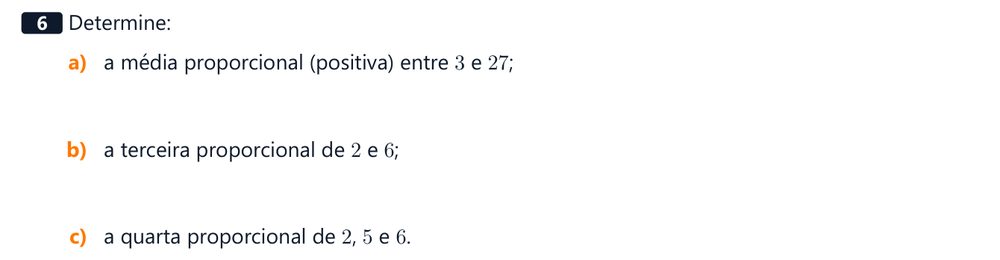 6 Determine:
a) a média proporcional (positiva) entre 3 e 27;
b) a terceira proporcional de 2 e 6;
c) a quarta proporcional de 2, 5 e 6.